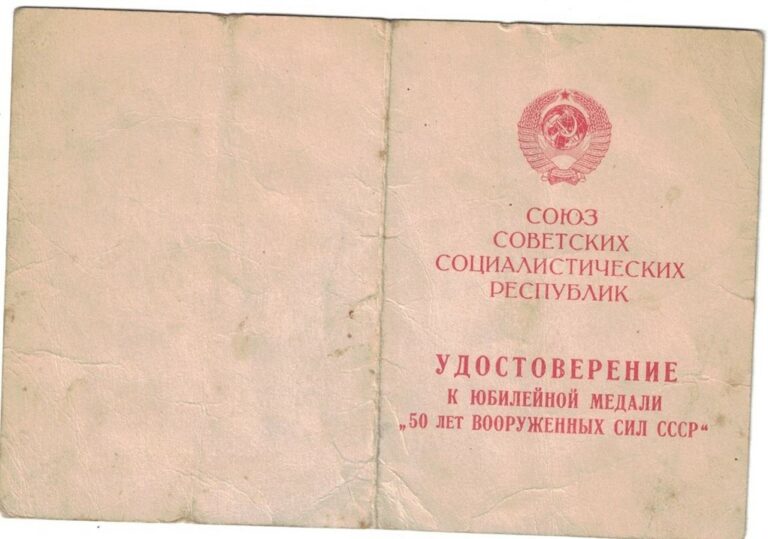 СОЮЗ
СОВЕТСКИХ
СОЦИАЛИСТИЧЕСКИХ
РЕСПУБЛИК
УДОСТОВЕРЕНИЕ
К ЮБИЛЕЙНОЙ МЕДАЛИ
„50 ЛЕТ ВООРУЖЕННЫХ СИЛ СССР“